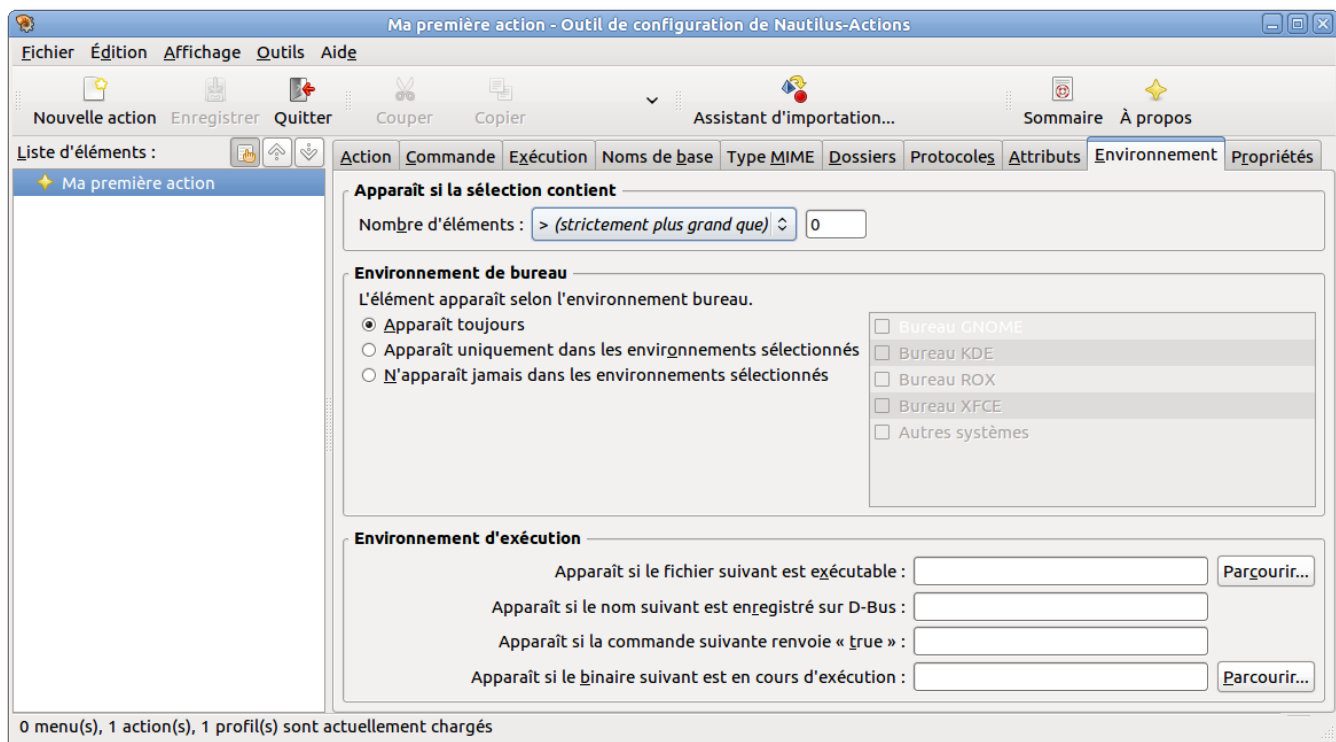 Ma première action - Outil de configuration de Nautilus-Actions
Fichier Édition Affichage Outils Aide
Nouvelle action Enregistrer Quitter Couper Copier Assistant d'importation... Sommaire À propos
Liste d'éléments :
Ma première action
Action Commande Exécution Noms de base Type MIME Dossiers Protocoles Attributs Environnement Propriétés
Apparaît si la sélection contient
Nombre d'éléments : > (strictement plus grand que) 0
Environnement de bureau
L'élément apparaît selon l'environnement bureau.
Apparaît toujours
Apparaît uniquement dans les environnements sélectionnés
N'apparaît jamais dans les environnements sélectionnés
Bureau GNOME
Bureau KDE
Bureau ROX
Bureau XFCE
Autres systèmes
Environnement d'exécution
Apparaît si le fichier suivant est exécutable : Parcourir...
Apparaît si le nom suivant est enregistré sur D-Bus :
Apparaît si la commande suivante renvoie « true » :
Apparaît si le binaire suivant est en cours d'exécution : Parcourir...
0 menu(s), 1 action(s), 1 profil(s) sont actuellement chargés